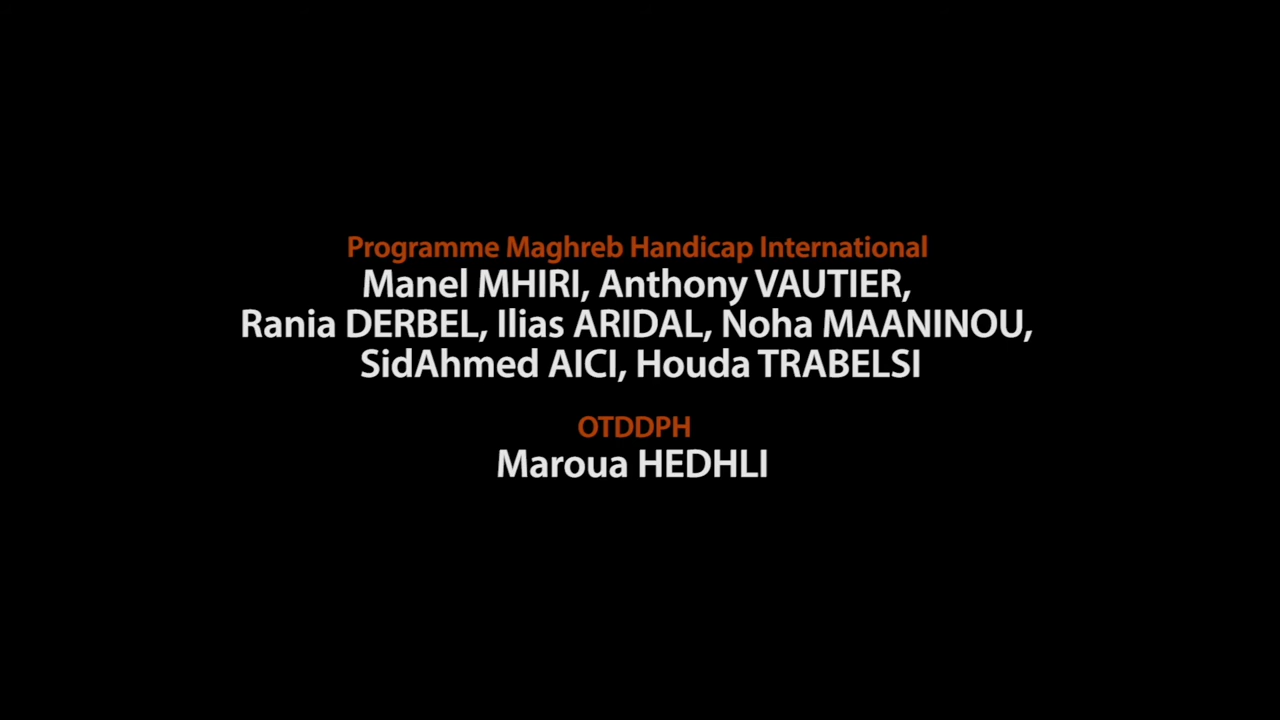 Programme Maghreb Handicap International
Manel MHIRI, Anthony VAUTIER,
Rania DERBEL, Ilias ARIDAL, Noha MAANINOU,
SidAhmed AICI, Houda TRABELSI
OTDDPH
Maroua HEDHLI